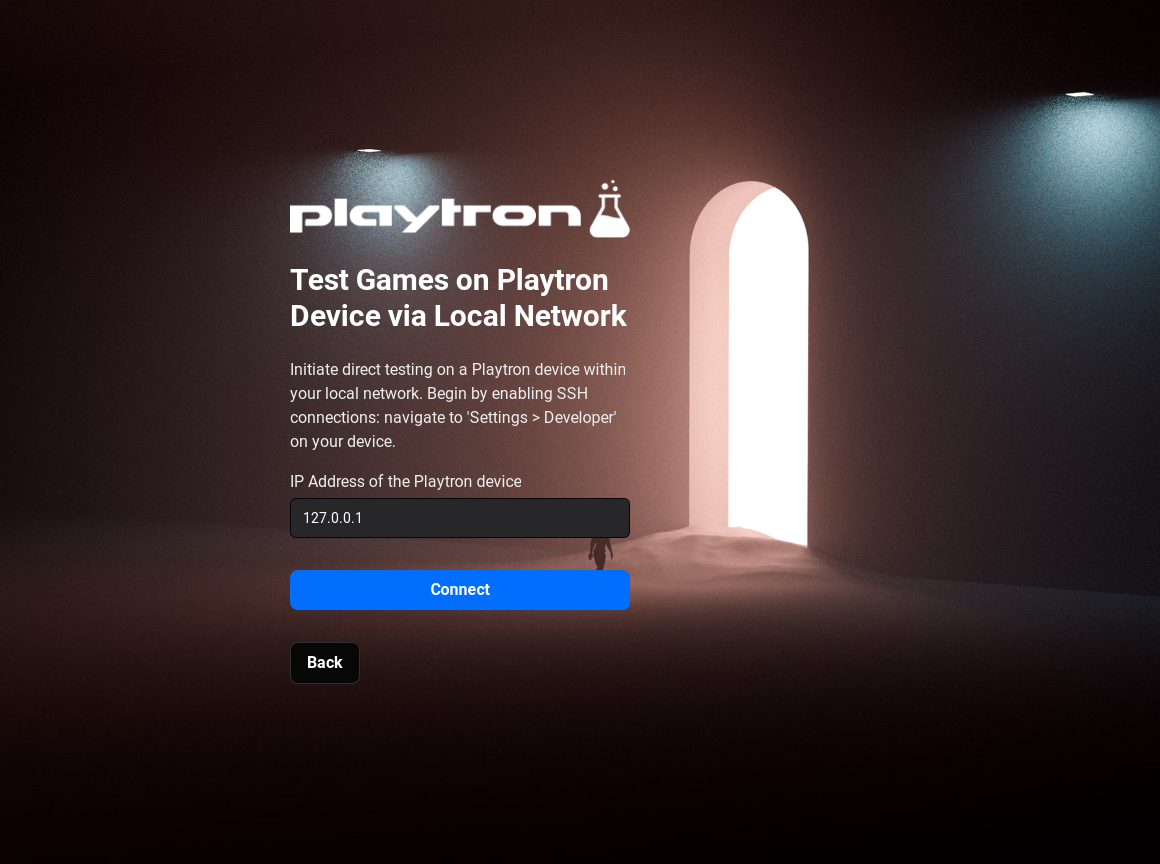 playtron
Test Games on Playtron
Device via Local Network
Initiate direct testing on a Playtron device within
your local network. Begin by enabling SSH
connections: navigate to 'Settings > Developer'
on your device.
IP Address of the Playtron device
127.0.0.1
Connect
Back